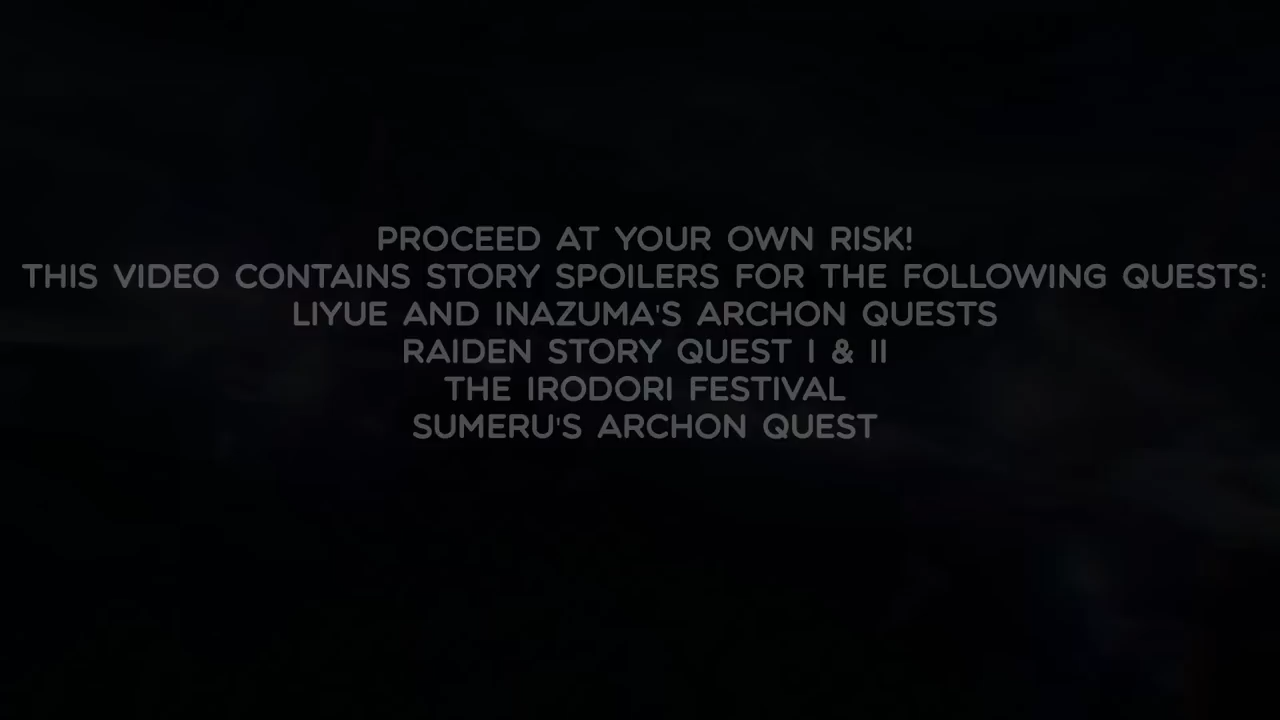 PROCEED AT YOUR OWN RISK!
THIS VIDEO CONTAINS STORY SPOILERS FOR THE FOLLOWING QUESTS:
LIYUE AND INAZUMA'S ARCHON QUESTS
RAIDEN STORY QUEST I & II
THE IRODORI FESTIVAL
SUMERU'S ARCHON QUEST